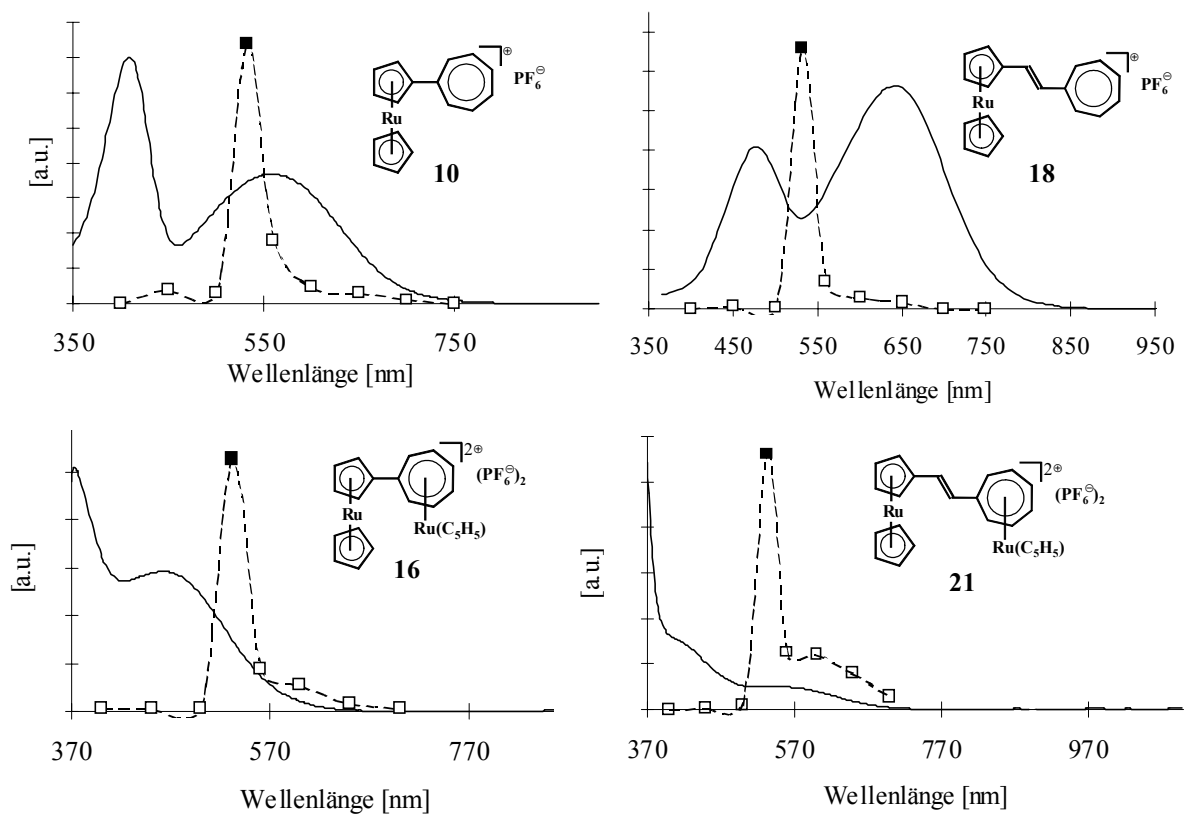 [a.u.]
⊕
PF₆⊖
Ru
10
350 550 750
Wellenlänge [nm]
⊕
PF₆⊖
Ru
18
350 450 550 650 750 850 950
Wellenlänge [nm]
[a.u.]
2⊕
(PF₆⊖)₂
Ru
Ru(C₅H₅)
16
370 570 770
Wellenlänge [nm]
[a.u.]
2⊕
(PF₆⊖)₂
Ru
Ru(C₅H₅)
21
370 570 770 970
Wellenlänge [nm]